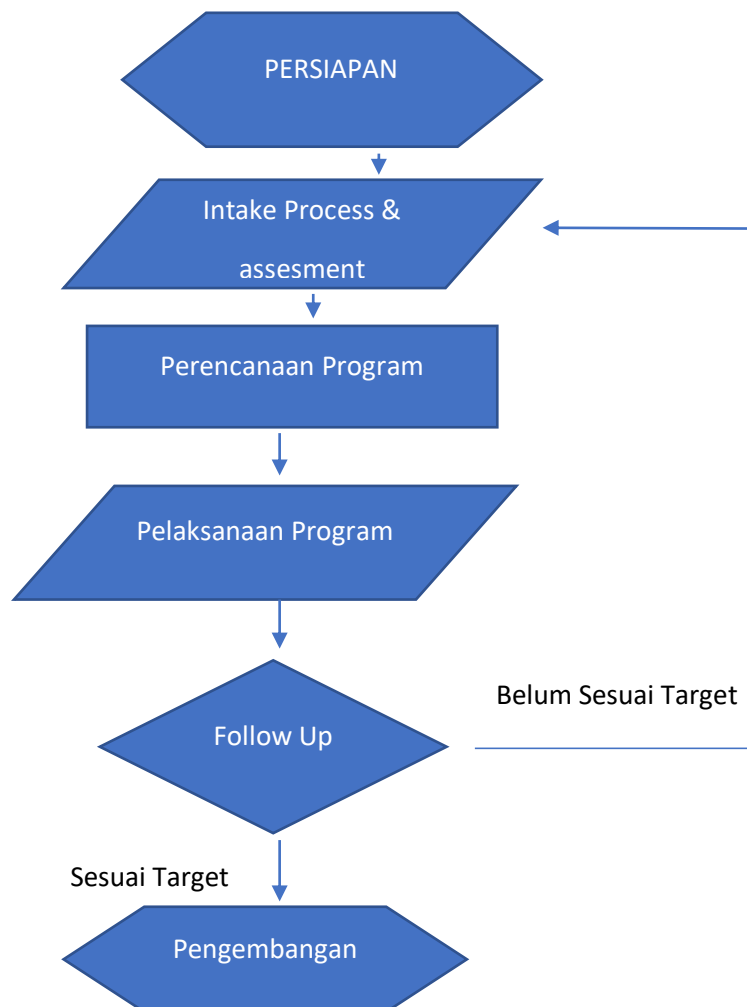 PERSIAPAN
Intake Process &
assesment
Perencanaan Program
Pelaksanaan Program
Belum Sesuai Target
Follow Up
Sesuai Target
Pengembangan